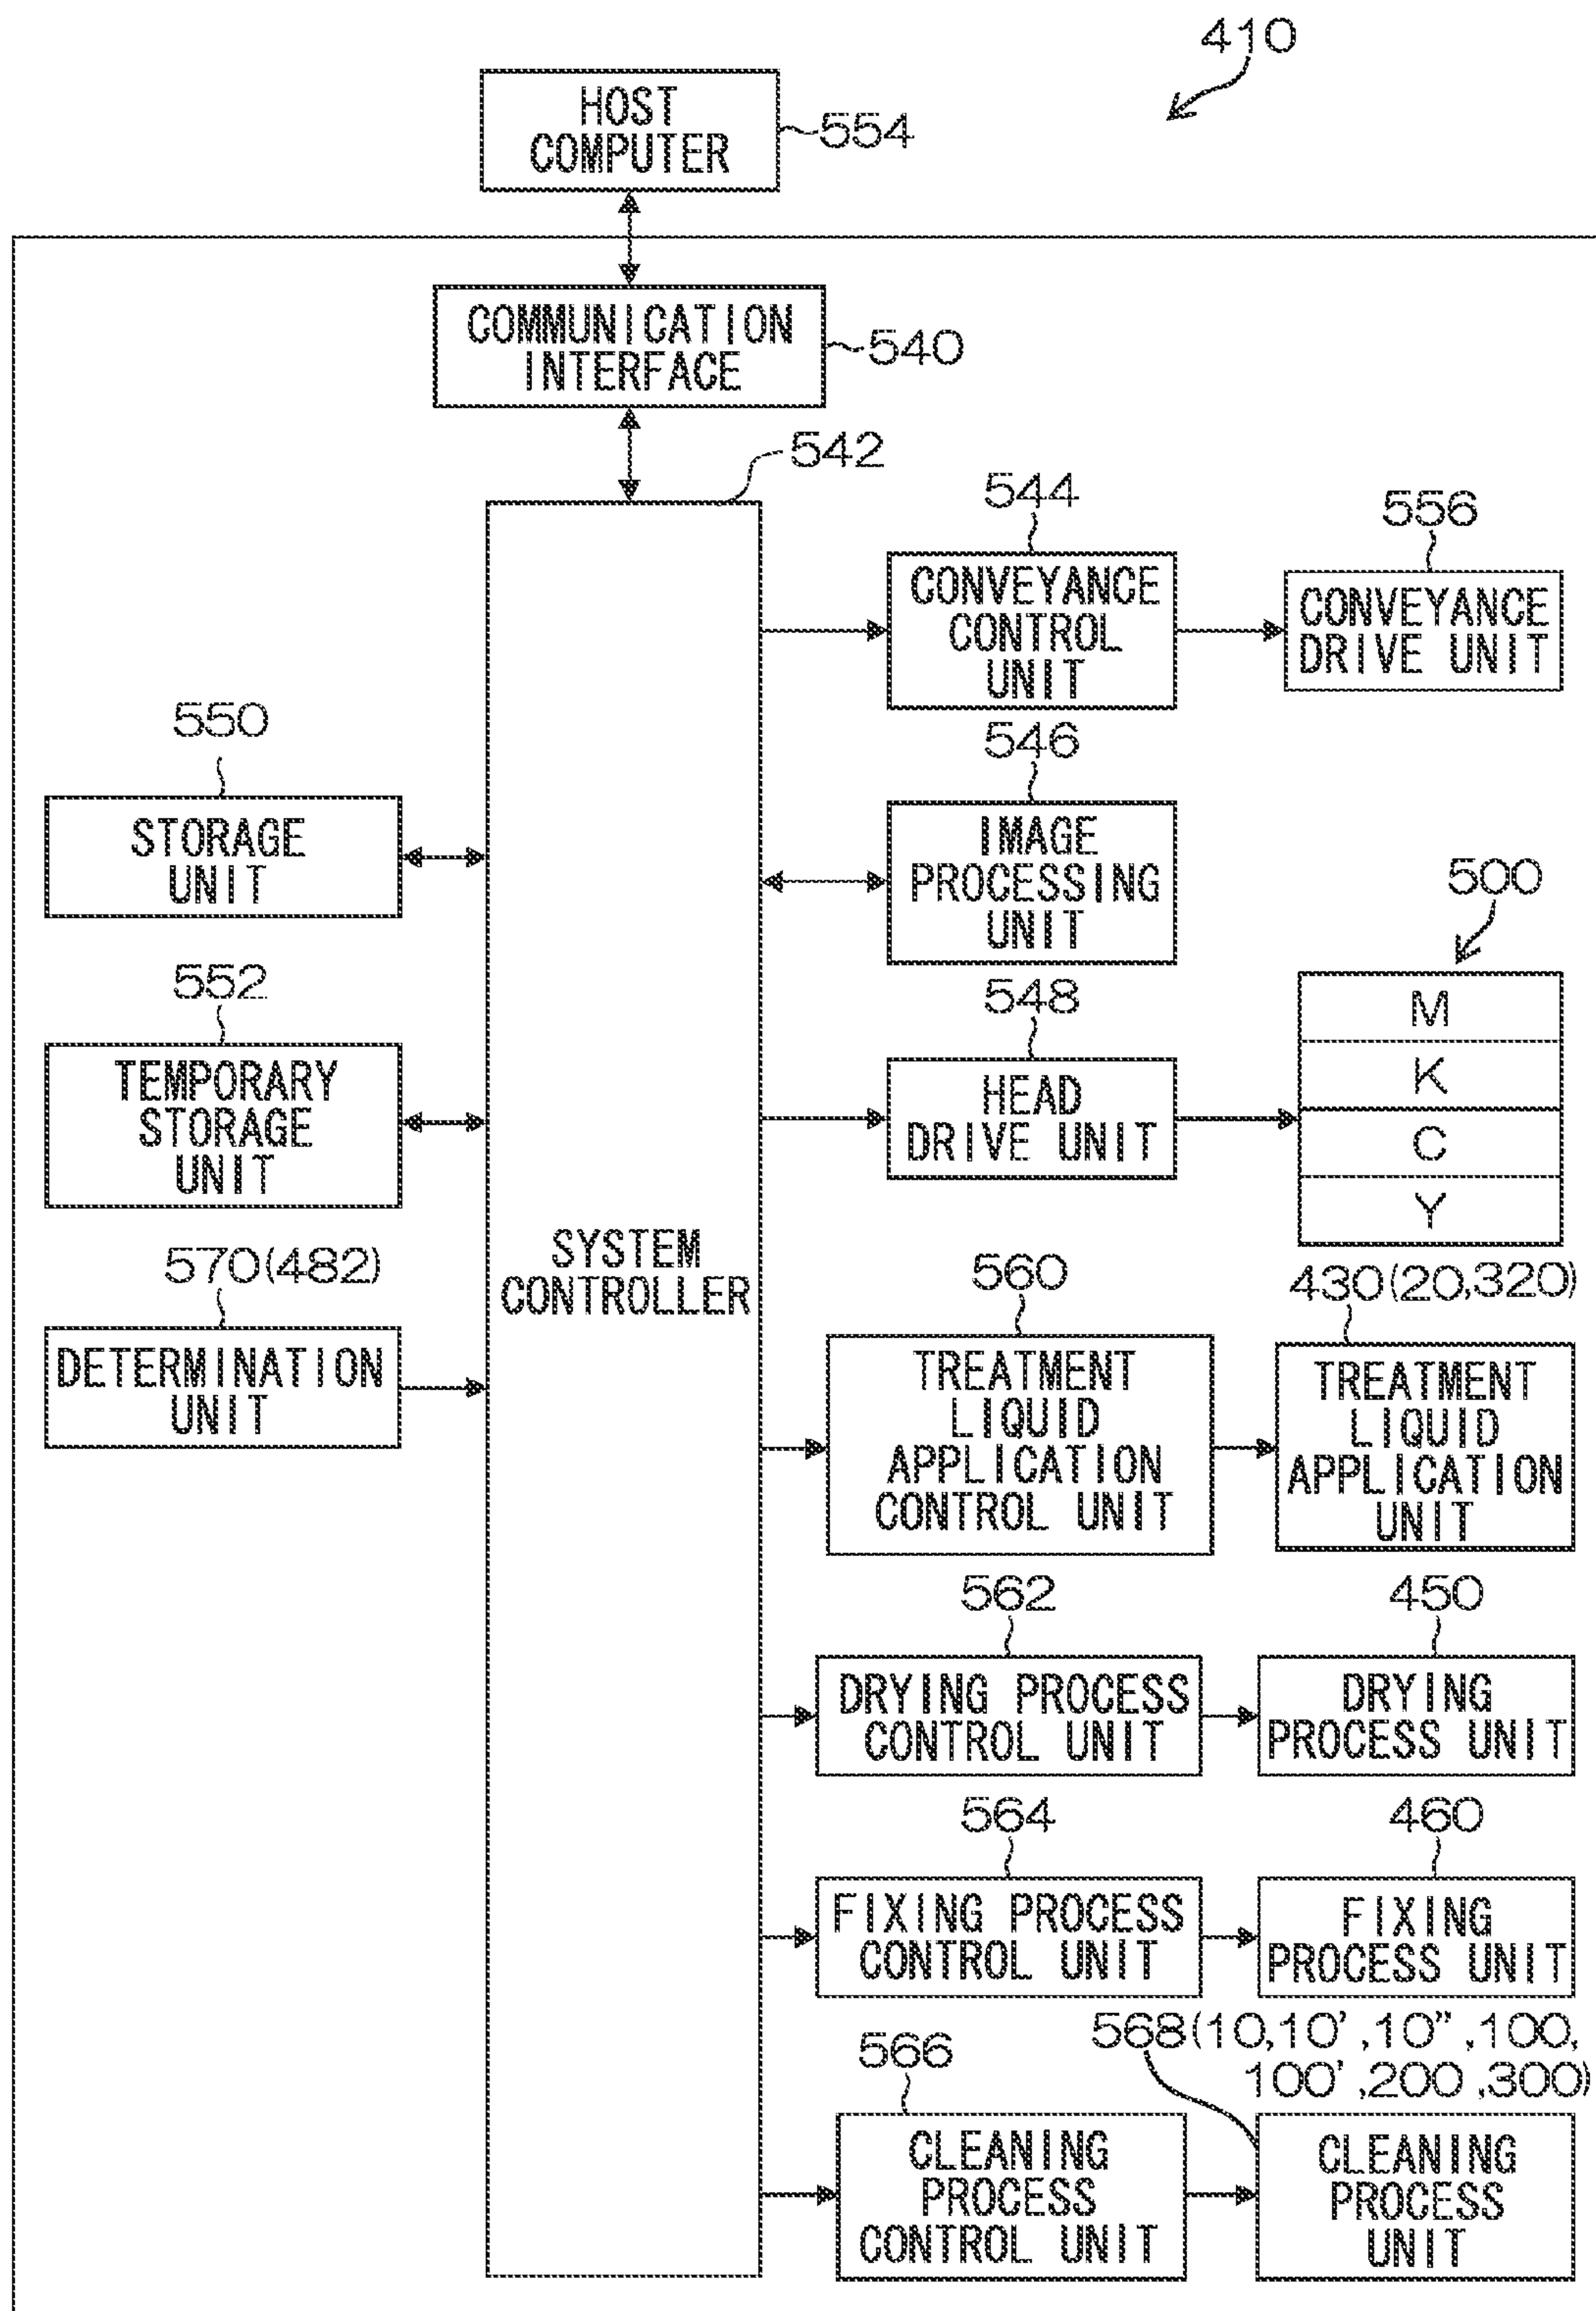 410
HOST
COMPUTER
554
COMMUNICATION
INTERFACE
540
542
544
556
CONVEYANCE
CONTROL
UNIT
CONVEYANCE
DRIVE UNIT
550
STORAGE
UNIT
546
IMAGE
PROCESSING
UNIT
500
552
TEMPORARY
STORAGE
UNIT
548
HEAD
DRIVE UNIT
M
K
C
Y
SYSTEM
CONTROLLER
570(482)
DETERMINATION
UNIT
560
TREATMENT
LIQUID
APPLICATION
CONTROL UNIT
430(20,320)
TREATMENT
LIQUID
APPLICATION
UNIT
562
DRYING PROCESS
CONTROL UNIT
450
DRYING
PROCESS UNIT
564
FIXING PROCESS
CONTROL UNIT
460
FIXING
PROCESS UNIT
566
CLEANING
PROCESS
CONTROL UNIT
568(10,10',10",100,
100',200,300)
CLEANING
PROCESS
UNIT